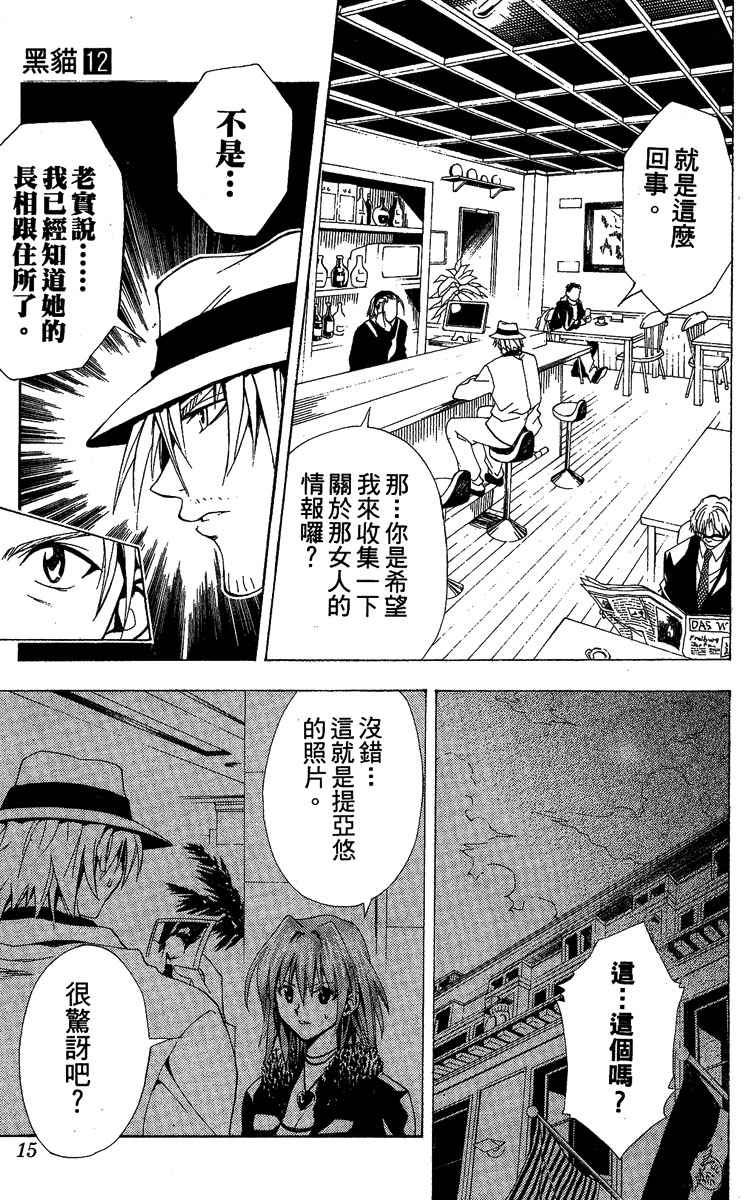 黑貓12
就是這麼
回事。
那…你是希望
我來收集一下
關於那女人的
情報囉？
DAS W
不是…
老實說……
我已經知道她的
長相跟住所了。
這…這個嗎？
沒錯…
這就是提亞悠
的照片。
很驚訝吧？
15